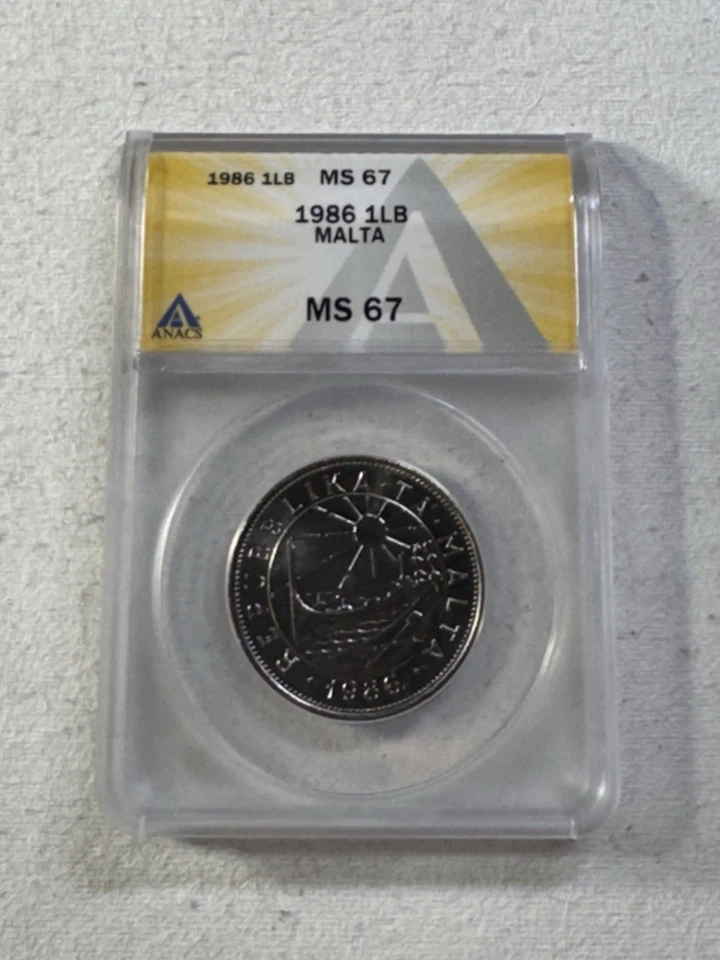 1986 1LB MS 67
1986 1LB
MALTA
MS 67
ANACS
REPUBBLIKA · TA · MALTA
1986